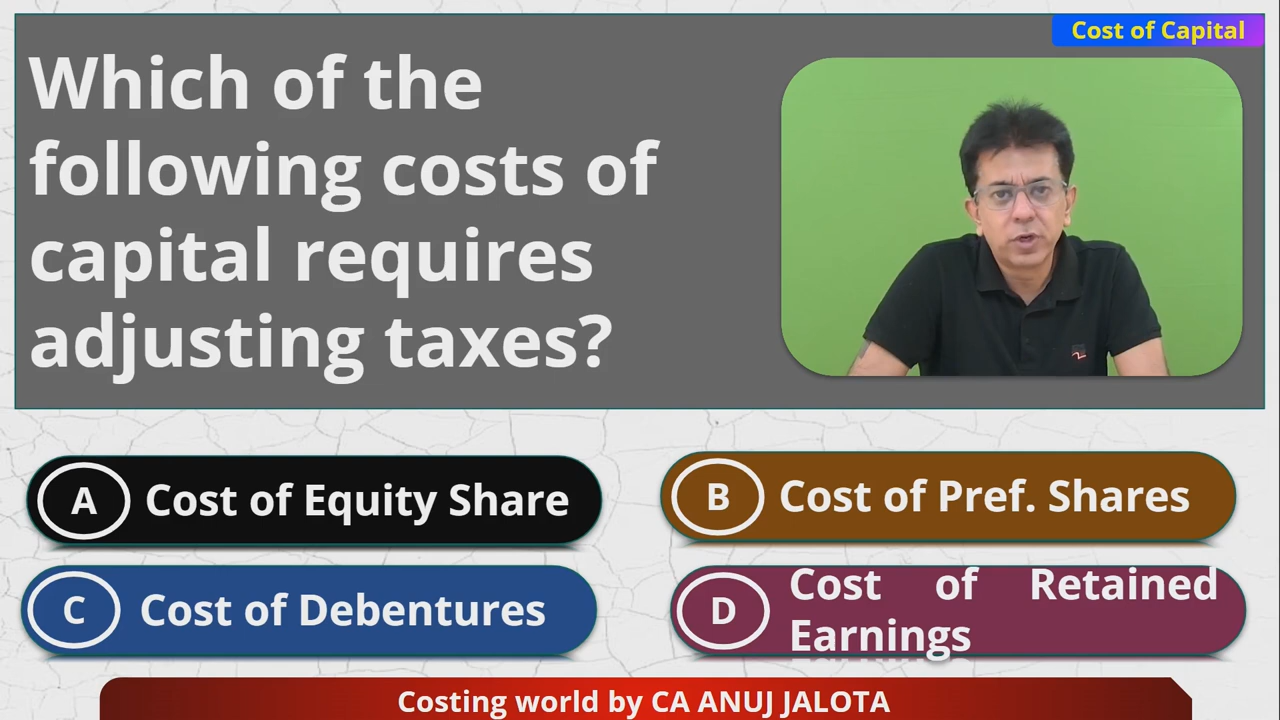 Cost of Capital
Which of the
following costs of
capital requires
adjusting taxes?
A Cost of Equity Share
B Cost of Pref. Shares
C Cost of Debentures
D Cost of Retained
Earnings
Costing world by CA ANUJ JALOTA